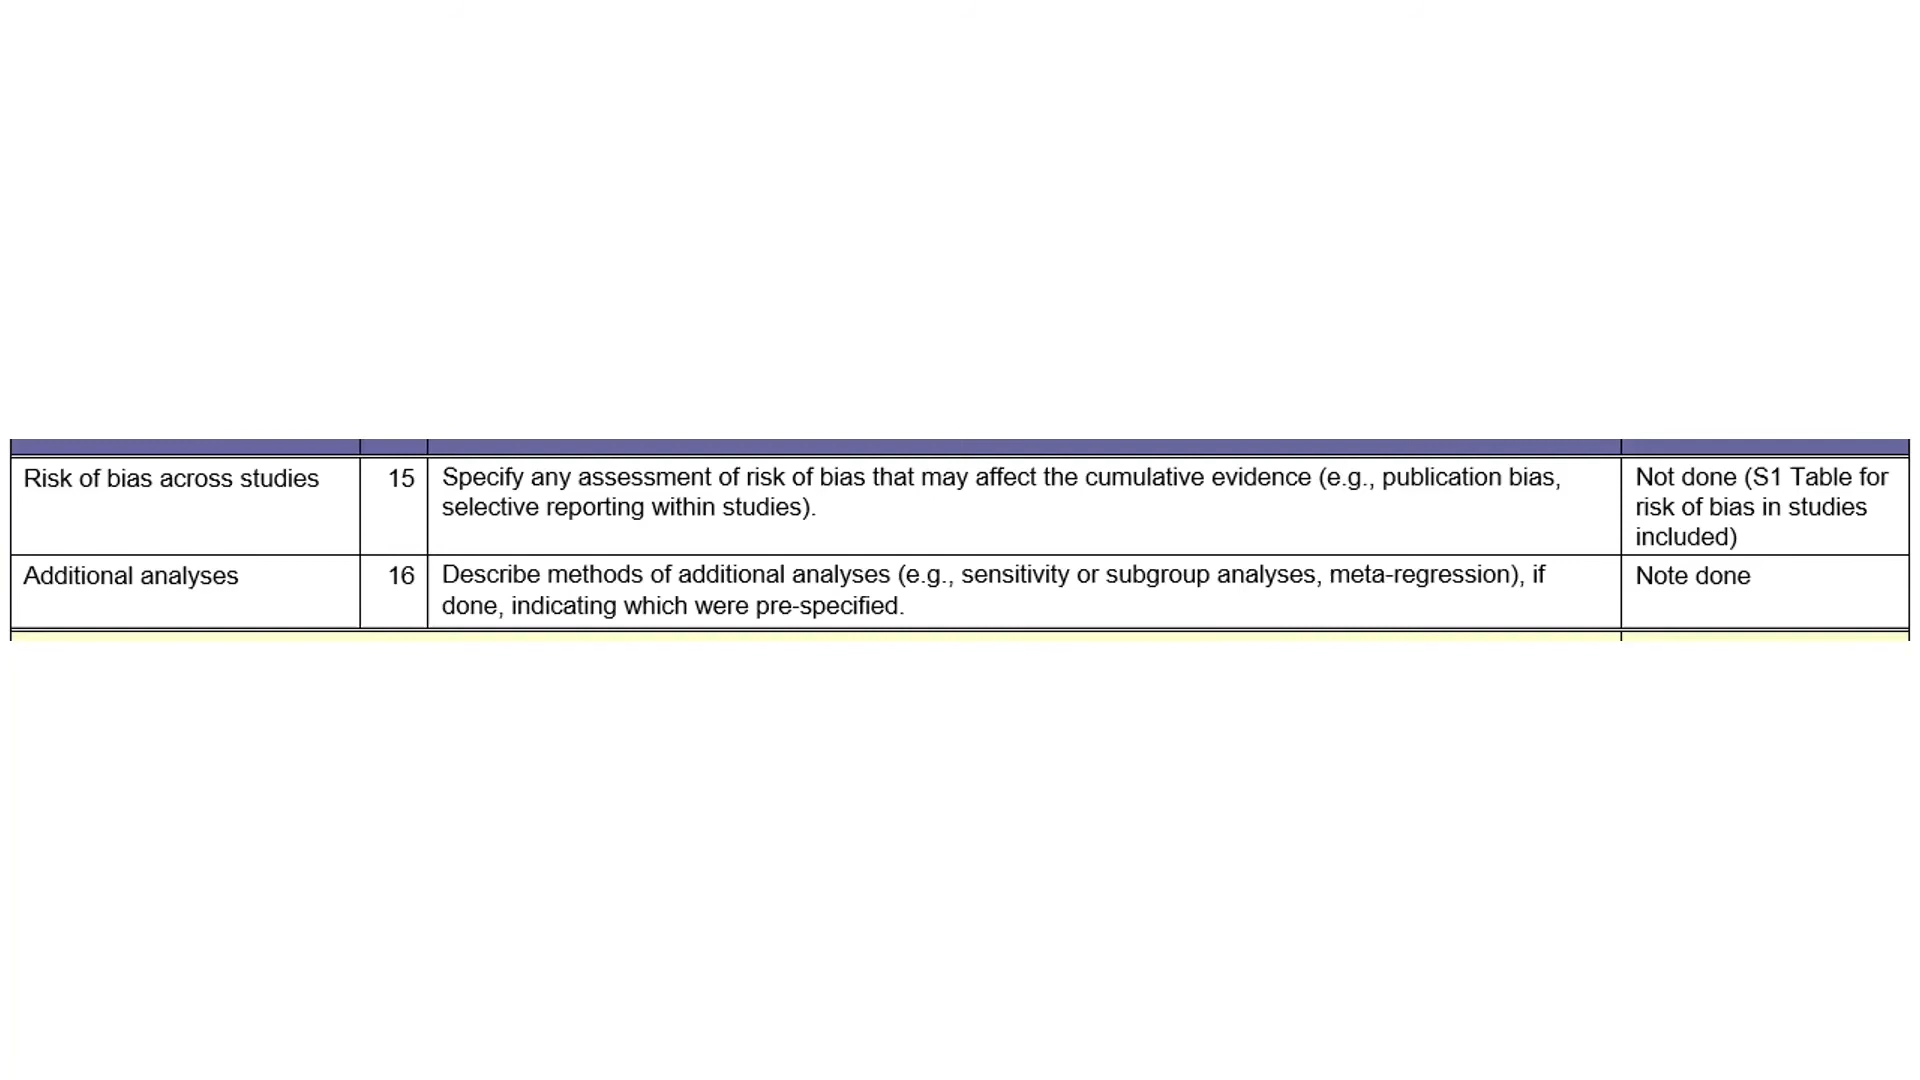 Risk of bias across studies 15 Specify any assessment of risk of bias that may affect the cumulative evidence (e.g., publication bias, Not done (S1 Table for
selective reporting within studies). risk of bias in studies
included)
Additional analyses 16 Describe methods of additional analyses (e.g., sensitivity or subgroup analyses, meta-regression), if Note done
done, indicating which were pre-specified.